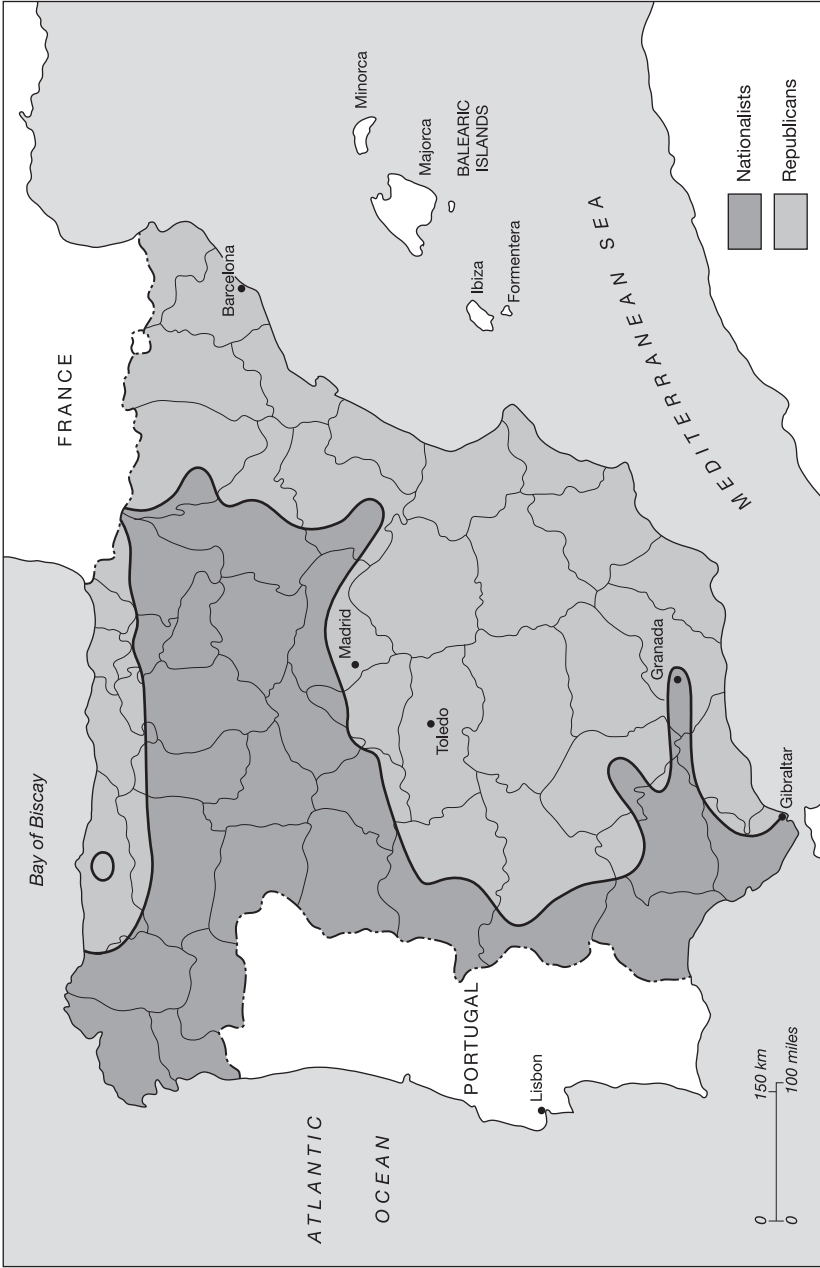 Bay of Biscay
FRANCE
Barcelona
Minorca
Majorca
BALEARIC
ISLANDS
Ibiza
Formentera
MEDITERRANEAN SEA
Madrid
Toledo
Granada
Gibraltar
PORTUGAL
Lisbon
ATLANTIC
OCEAN
0 150 km
0 100 miles
Nationalists
Republicans